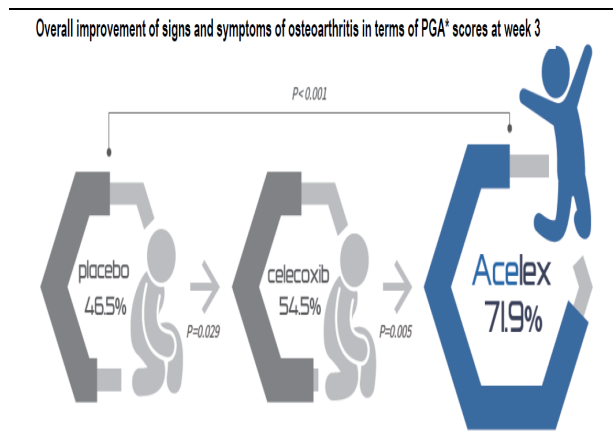 Overall improvement of signs and symptoms of osteoarthritis in terms of PGA* scores at week 3
P<0.001
placebo
46.5%
P=0.029
celecoxib
54.5%
P=0.005
Acelex
71.9%